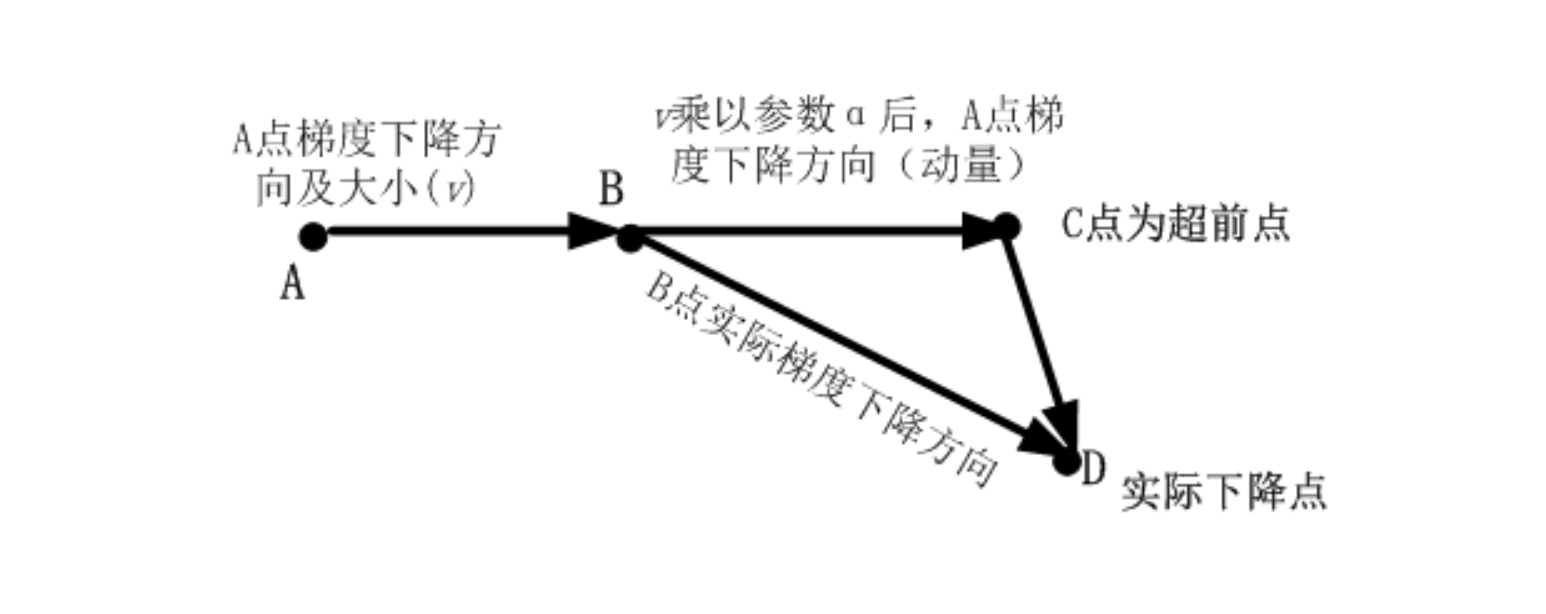 A点梯度下降方
向及大小(v)
v乘以参数α后，A点梯
度下降方向（动量）
B
C点为超前点
A
B点实际梯度下降方向
D
实际下降点